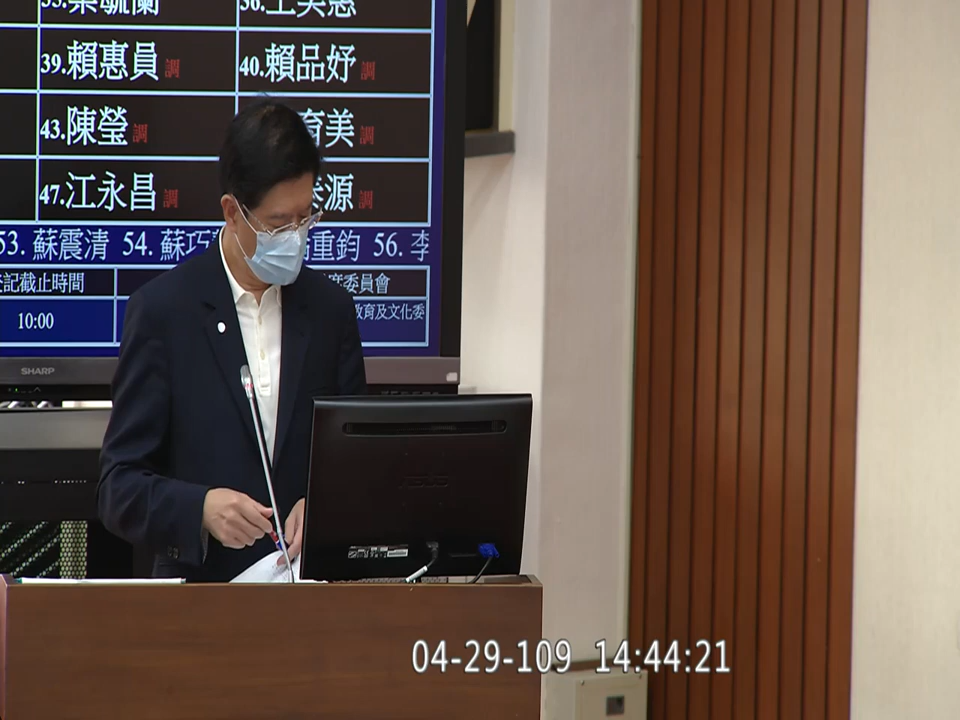 39.賴惠員 調 40.賴品妤 調
43.陳瑩 調 育美 調
47.江永昌 調 泰源 調
53. 蘇震清 54. 蘇巧 重鈞 56. 李
記截止時間 委員會
10:00 教育及文化委
SHARP
04-29-109 14:44:21